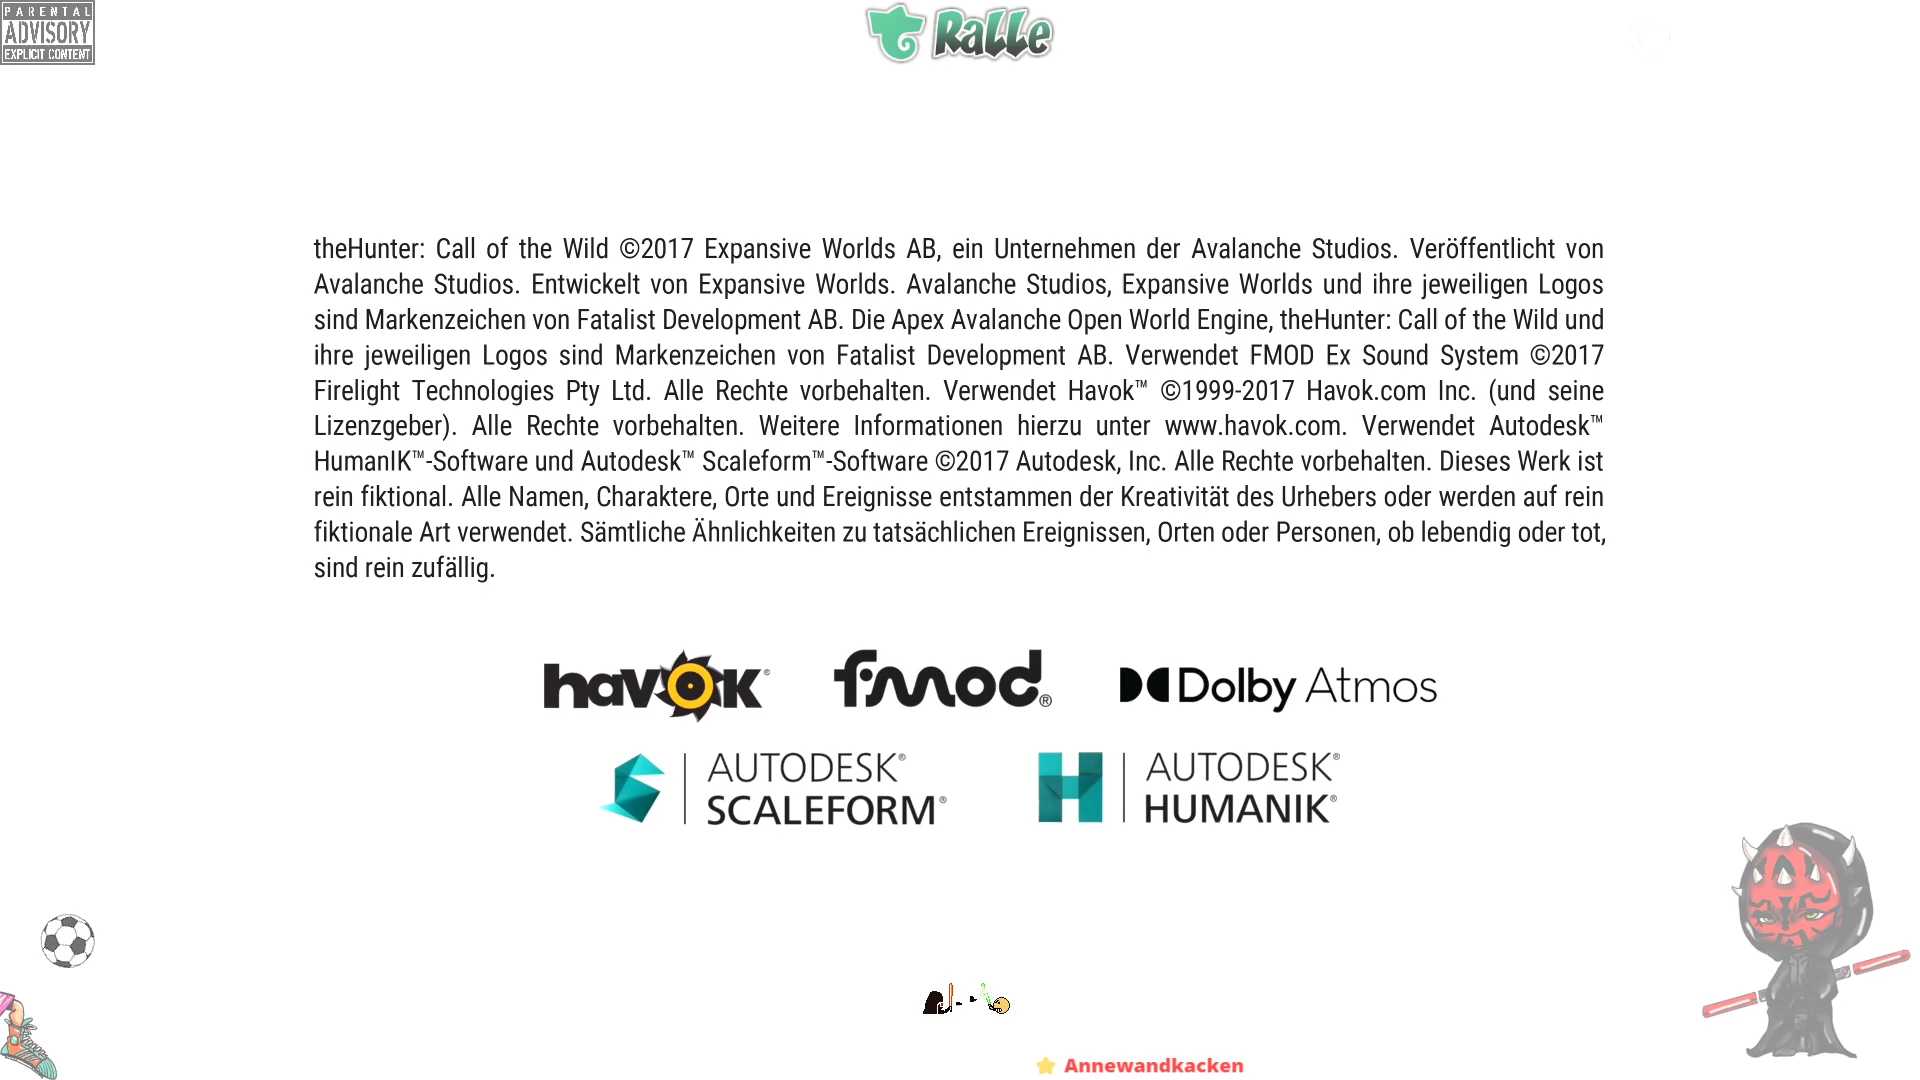 PARENTAL
ADVISORY
EXPLICIT CONTENT
Ralle
theHunter: Call of the Wild ©2017 Expansive Worlds AB, ein Unternehmen der Avalanche Studios. Veröffentlicht von
Avalanche Studios. Entwickelt von Expansive Worlds. Avalanche Studios, Expansive Worlds und ihre jeweiligen Logos
sind Markenzeichen von Fatalist Development AB. Die Apex Avalanche Open World Engine, theHunter: Call of the Wild und
ihre jeweiligen Logos sind Markenzeichen von Fatalist Development AB. Verwendet FMOD Ex Sound System ©2017
Firelight Technologies Pty Ltd. Alle Rechte vorbehalten. Verwendet Havok™ ©1999-2017 Havok.com Inc. (und seine
Lizenzgeber). Alle Rechte vorbehalten. Weitere Informationen hierzu unter www.havok.com. Verwendet Autodesk™
HumanIK™-Software und Autodesk™ Scaleform™-Software ©2017 Autodesk, Inc. Alle Rechte vorbehalten. Dieses Werk ist
rein fiktional. Alle Namen, Charaktere, Orte und Ereignisse entstammen der Kreativität des Urhebers oder werden auf rein
fiktionale Art verwendet. Sämtliche Ähnlichkeiten zu tatsächlichen Ereignissen, Orten oder Personen, ob lebendig oder tot,
sind rein zufällig.
havok®
fmod®
Dolby Atmos
AUTODESK®
SCALEFORM®
AUTODESK®
HUMANIK®
Annewandkacken